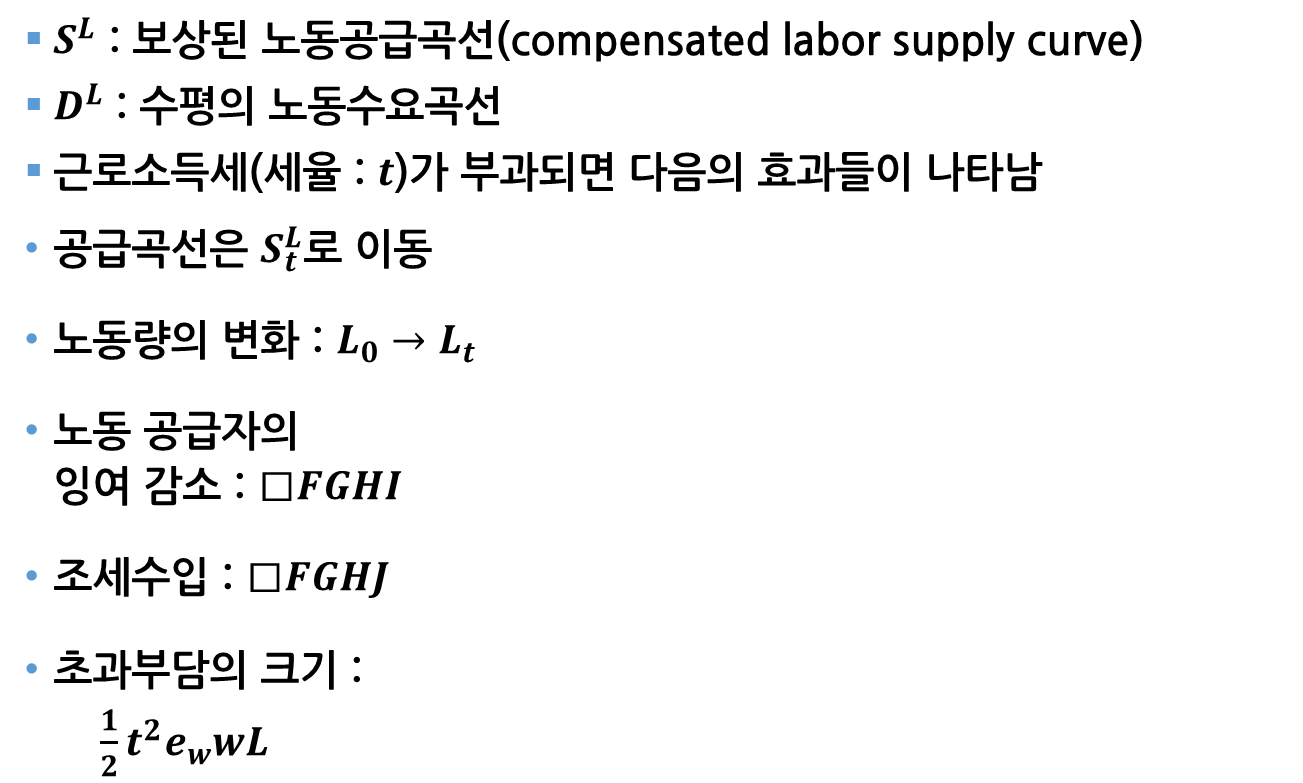 ▪ 𝑺ᴸ : 보상된 노동공급곡선(compensated labor supply curve)
▪ 𝑫ᴸ : 수평의 노동수요곡선
▪ 근로소득세(세율 : 𝒕)가 부과되면 다음의 효과들이 나타남
• 공급곡선은 $S_t^L$로 이동
• 노동량의 변화 : $L_0 → L_t$
• 노동 공급자의
잉여 감소 : □FGHI
• 조세수입 : □FGHJ
• 초과부담의 크기 :
$\frac{1}{2}t^2e_wwL$